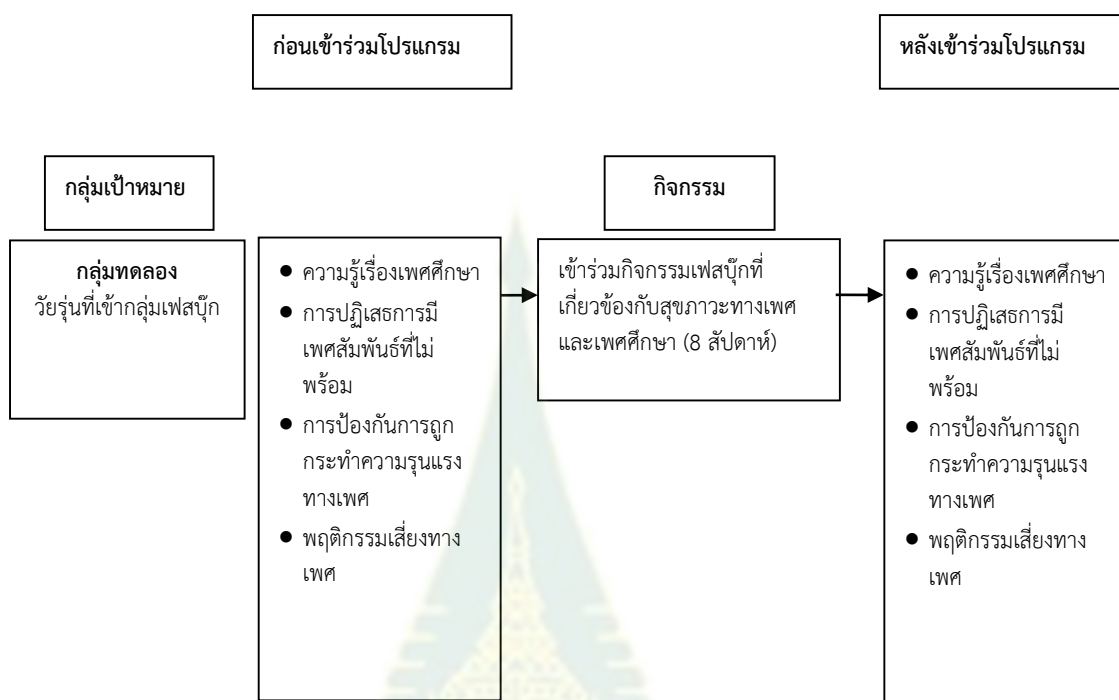 ก่อนเข้าร่วมโปรแกรม
หลังเข้าร่วมโปรแกรม
กลุ่มเป้าหมาย
กิจกรรม
กลุ่มทดลอง
วัยรุ่นที่เข้ากลุ่มเฟสบุ๊ก
● ความรู้เรื่องเพศศึกษา
● การปฏิเสธการมี
เพศสัมพันธ์ที่ไม่
พร้อม
● การป้องกันการถูก
กระทำความรุนแรง
ทางเพศ
● พฤติกรรมเสี่ยงทาง
เพศ
เข้าร่วมกิจกรรมเฟสบุ๊กที่
เกี่ยวข้องกับสุขภาวะทางเพศ
และเพศศึกษา (8 สัปดาห์)
● ความรู้เรื่องเพศศึกษา
● การปฏิเสธการมี
เพศสัมพันธ์ที่ไม่
พร้อม
● การป้องกันการถูก
กระทำความรุนแรง
ทางเพศ
● พฤติกรรมเสี่ยงทาง
เพศ